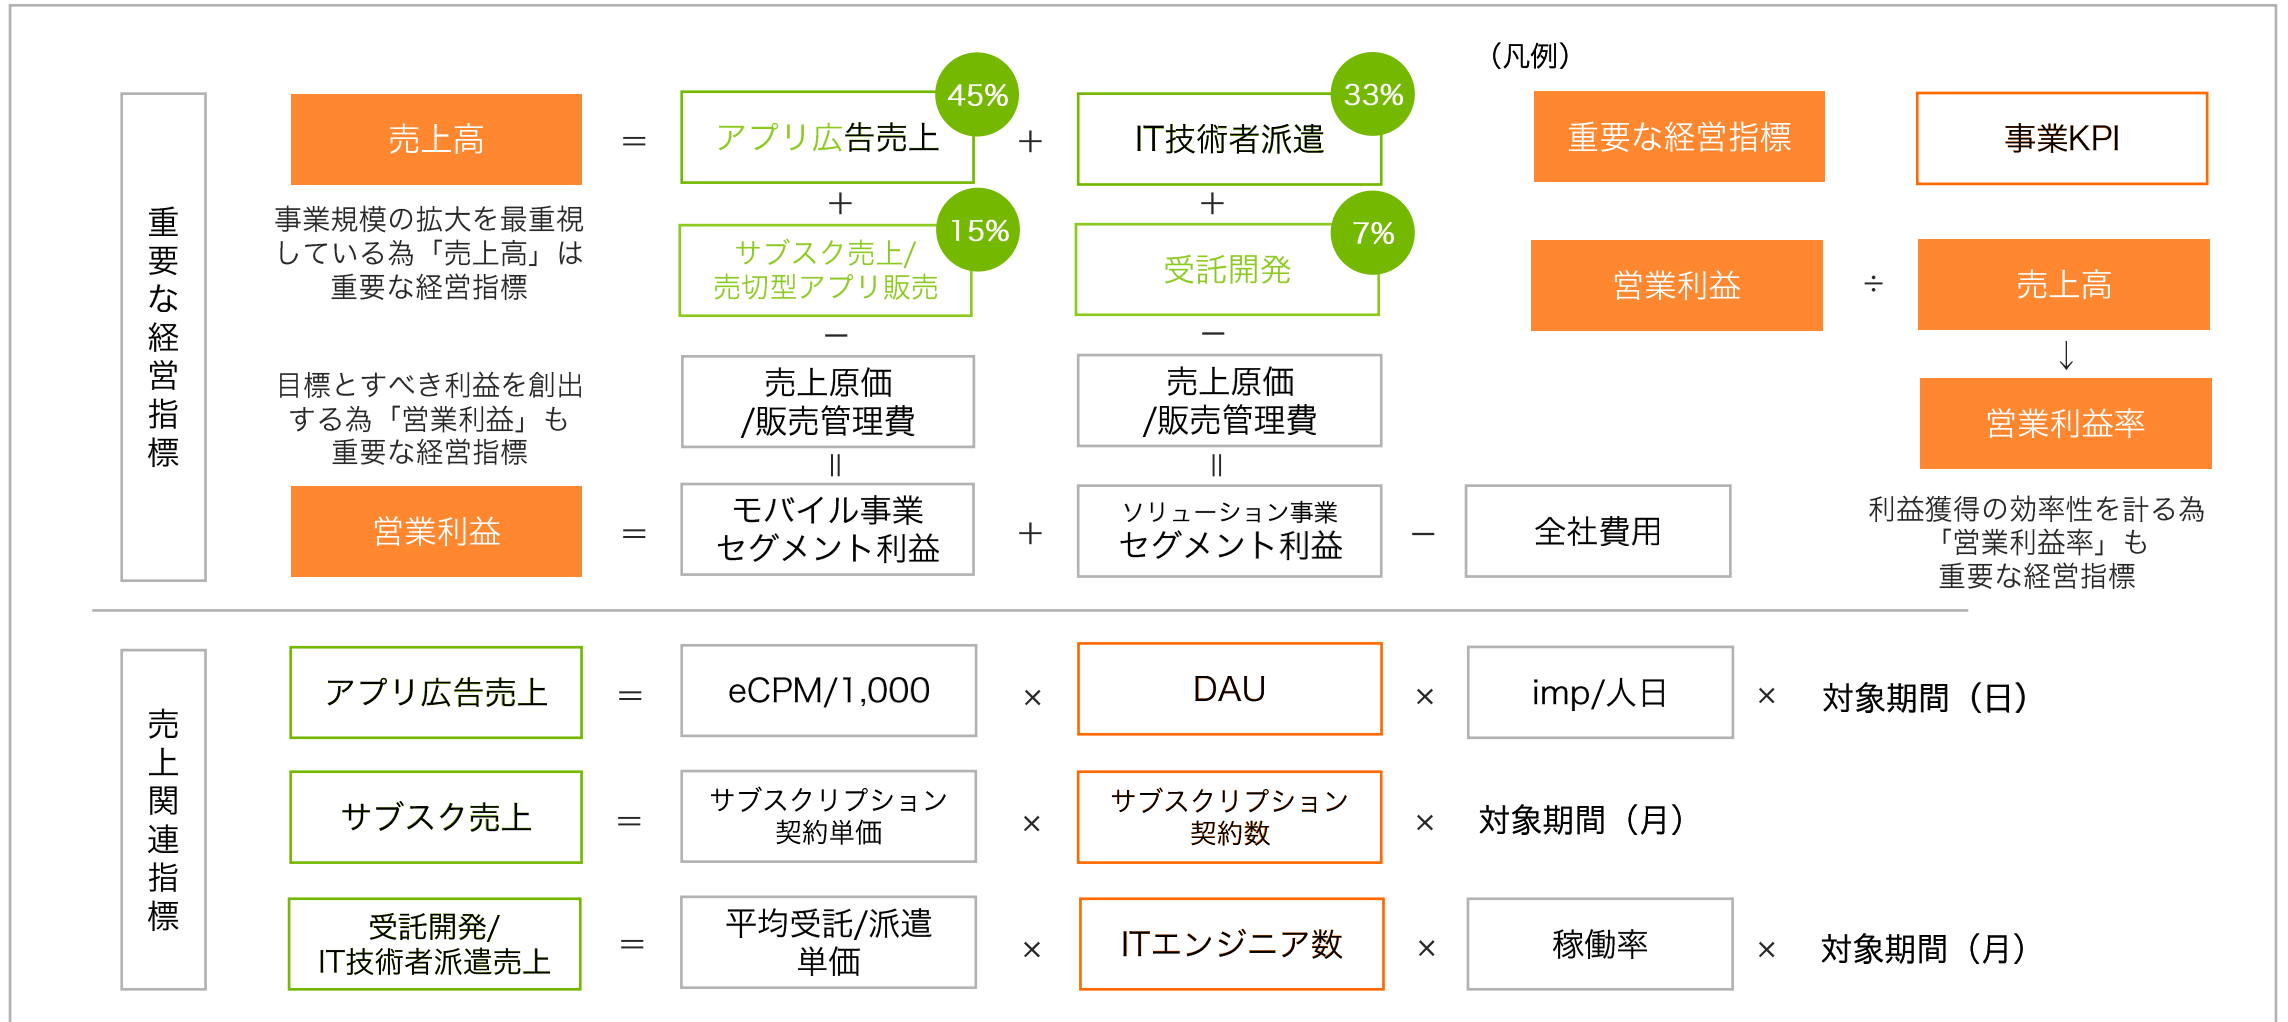 (凡例)
重要な経営指標
売上高
=
アプリ広告売上
45%
+
IT技術者派遣
33%
重要な経営指標
事業KPI
事業規模の拡大を最重視
している為「売上高」は
重要な経営指標
+
+
サブスク売上/
売切型アプリ販売
15%
受託開発
7%
営業利益
÷
売上高
−
−
↓
目標とすべき利益を創出
する為「営業利益」も
重要な経営指標
売上原価
/販売管理費
売上原価
/販売管理費
営業利益率
=
=
営業利益
=
モバイル事業
セグメント利益
+
ソリューション事業
セグメント利益
−
全社費用
利益獲得の効率性を計る為
「営業利益率」も
重要な経営指標
売上関連指標
アプリ広告売上
=
eCPM/1,000
×
DAU
×
imp/人日
×
対象期間（日）
サブスク売上
=
サブスクリプション
契約単価
×
サブスクリプション
契約数
×
対象期間（月）
受託開発/
IT技術者派遣売上
=
平均受託/派遣
単価
×
ITエンジニア数
×
稼働率
×
対象期間（月）